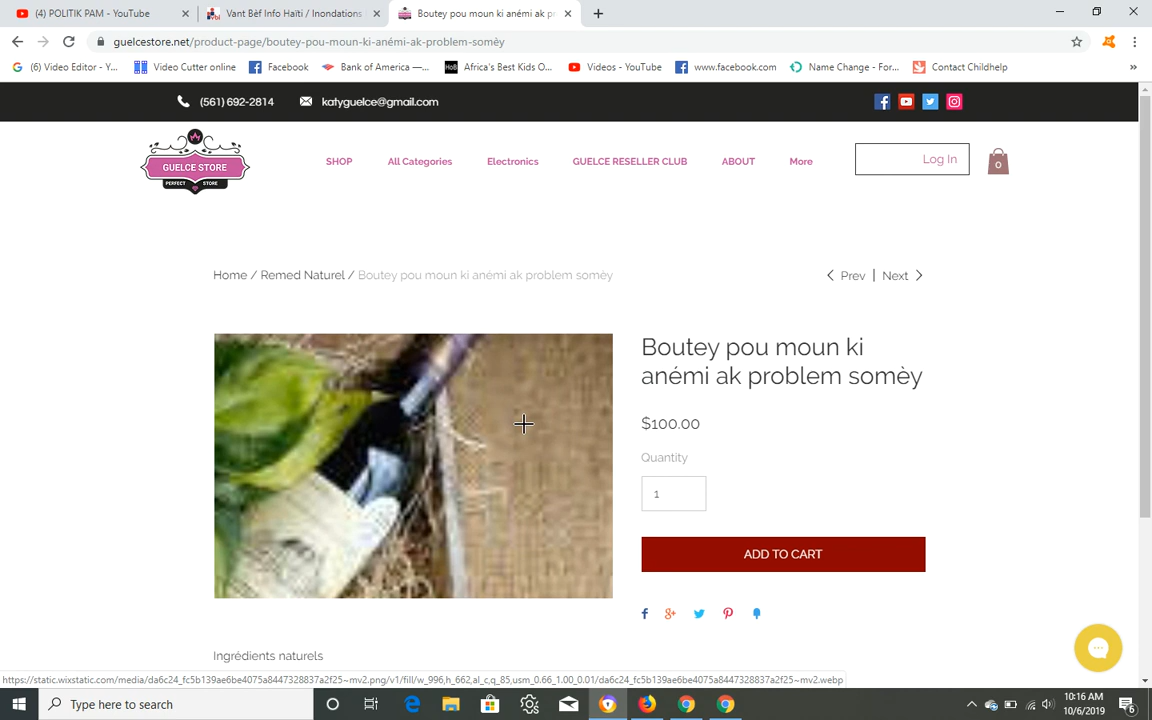 (4) POLITIK PAM - YouTube
Vant Bèf Info Haïti / Inondations
Boutey pou moun ki anémi ak pr
guelcestore.net/product-page/boutey-pou-moun-ki-anémi-ak-problem-somèy
(6) Video Editor - Y...
Video Cutter online
Facebook
Bank of America —...
HoB
Africa's Best Kids O...
Videos - YouTube
www.facebook.com
Name Change - For...
Contact Childhelp
(561) 692-2814
katyguelce@gmail.com
GUELCE STORE
PERFECT STORE
SHOP
All Categories
Electronics
GUELCE RESELLER CLUB
ABOUT
More
Log In
0
Home / Remed Naturel / Boutey pou moun ki anémi ak problem somèy
Prev | Next
Boutey pou moun ki
anémi ak problem somèy
$100.00
Quantity
1
ADD TO CART
Ingrédients naturels
https://static.wixstatic.com/media/da6c24_fc5b139ae6be4075a8447328857a2f25~mv2.png/v1/fill/w_996,h_662,al_c,q_85,usm_0.66_1.00_0.01/da6c24_fc5b139ae6be4075a8447328857a2f25~mv2.webp
Type here to search
10:16 AM
10/6/2019
6